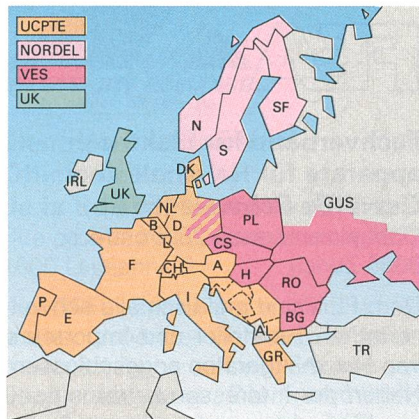 UCPTE
NORDEL
VES
UK
N
S
SF
DK
IRL
UK
NL
B
D
L
PL
GUS
CS
F
CH
A
H
RO
I
P
E
BG
AL
GR
TR